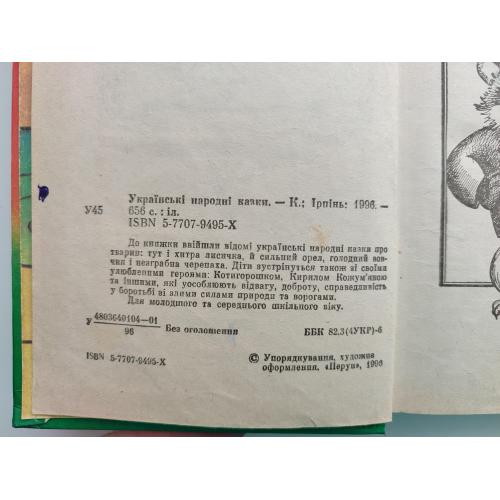 Українські народні казки. — К.; Ірпінь: 1996.—
У45 656 с. : іл.
ISBN 5-7707-9495-X
До книжки ввійшли відомі українські народні казки про
тварин: тут і хитра лисичка, й сильний орел, голодний вов-
чик і незграбна черепаха. Діти зустрінуться також зі своїми
улюбленими героями: Котигорошком, Кирилом Кожум'якою
та іншими, які уособлюють відвагу, доброту, справедливість
у боротьбі зі злими силами природи та ворогами.
Для молодшого та середнього шкільного віку.
У 4803640104—01
96
Без оголошення
ББК 82.3(4УКР)-6
ISBN 5-7707-9495-X
© Упорядкування, художнє
оформлення. «Перун», 1996